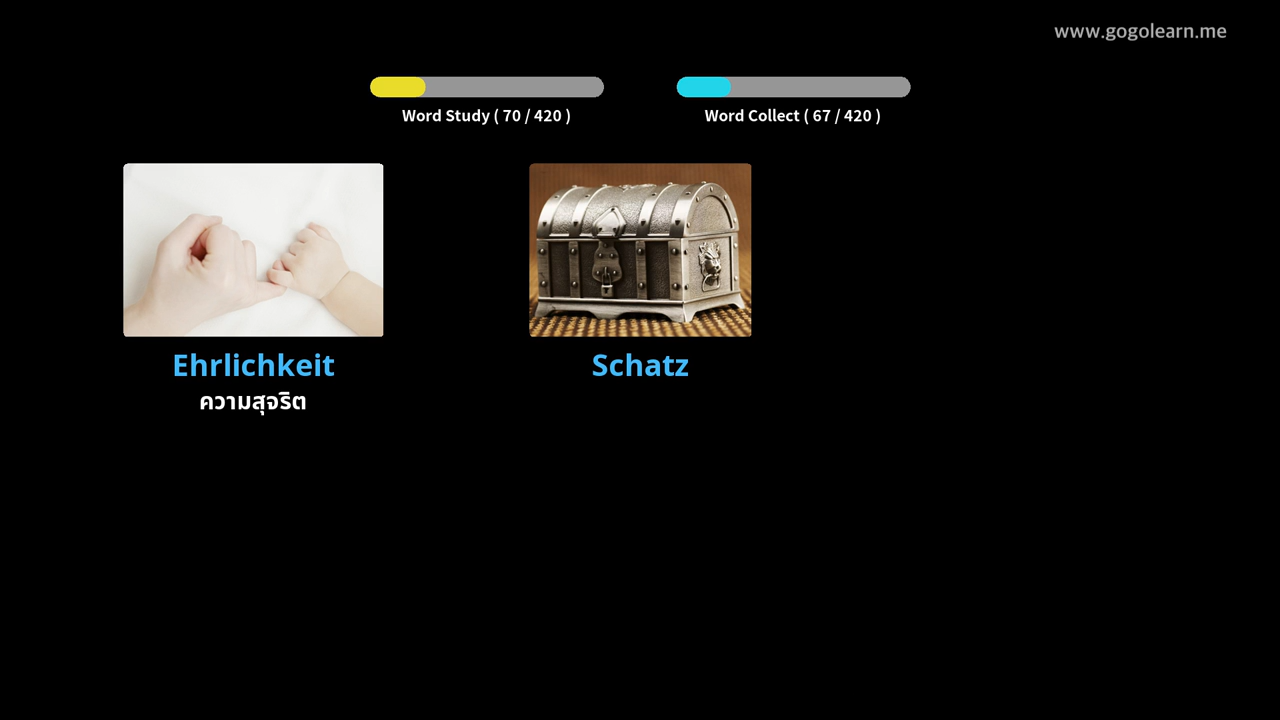 www.gogolearn.me
Word Study ( 70 / 420 )
Word Collect ( 67 / 420 )
Ehrlichkeit
ความสุจริต
Schatz